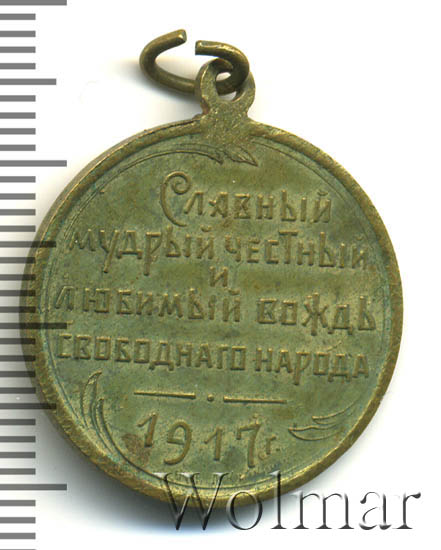 Славный
мудрый честный
и
любимый вождь
свободнаго народа
1917 г.
Wolmar